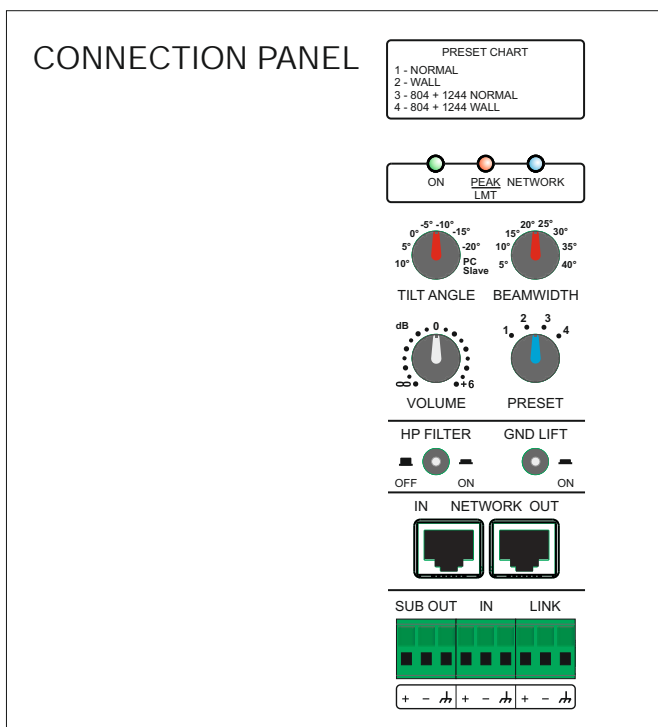 CONNECTION PANEL
PRESET CHART
1 - NORMAL
2 - WALL
3 - 804 + 1244 NORMAL
4 - 804 + 1244 WALL
ON PEAK NETWORK
LMT
-5° -10°
0° -15°
5° -20°
10° PC
Slave
TILT ANGLE
20° 25°
15° 30°
10° 35°
5° 40°
BEAMWIDTH
dB 0
∞ +6
VOLUME
2 3
1 4
PRESET
HP FILTER GND LIFT
OFF ON ON
IN NETWORK OUT
SUB OUT IN LINK
+ − + − + −